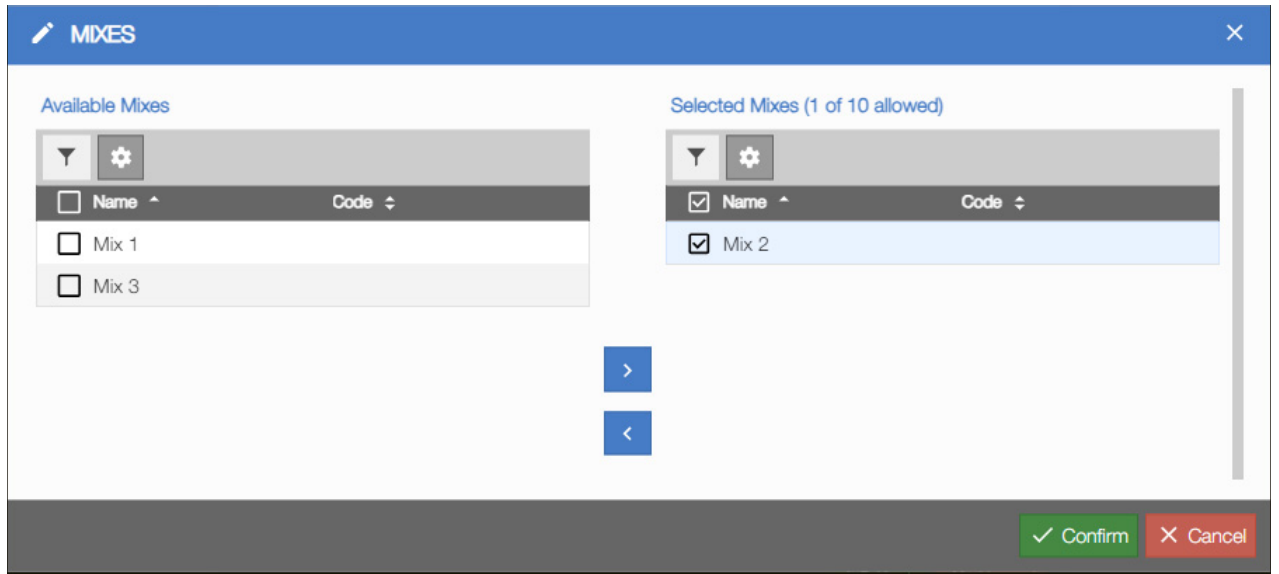 MIXES
Available Mixes
Selected Mixes (1 of 10 allowed)
Name Code
Name Code
Mix 1
Mix 2
Mix 3
Confirm Cancel